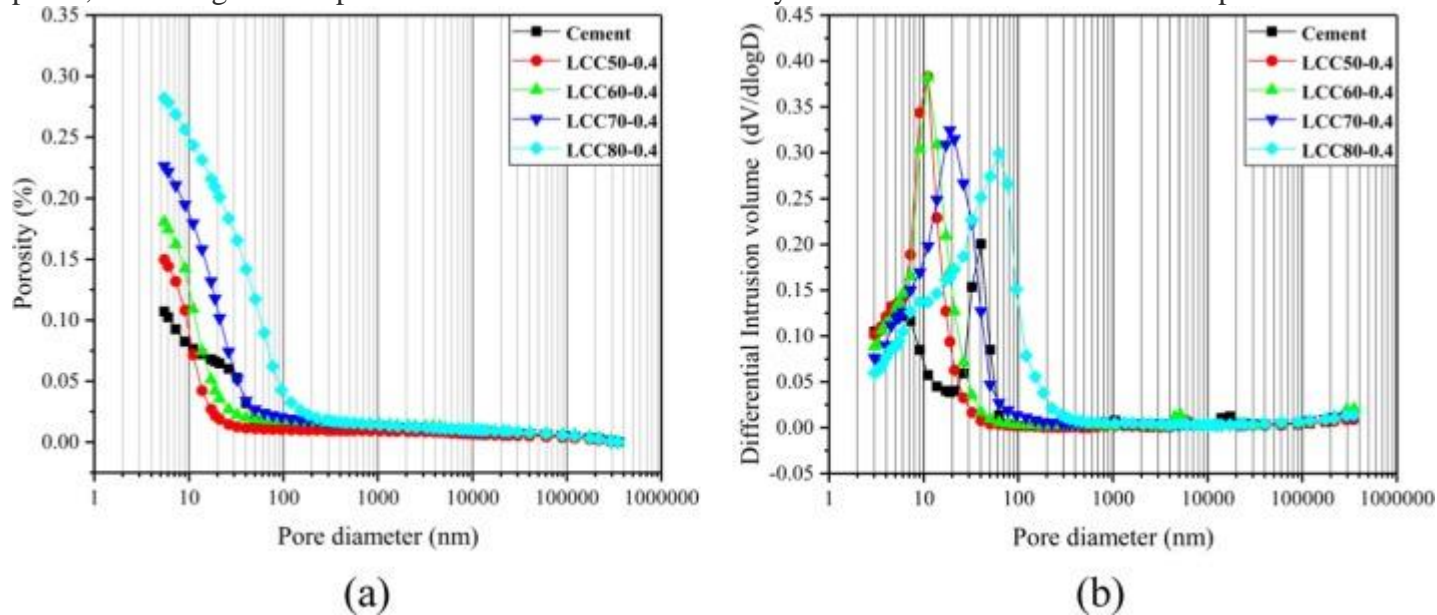 Cement
LCC50-0.4
LCC60-0.4
LCC70-0.4
LCC80-0.4
0.35
0.30
0.25
0.20
0.15
0.10
0.05
0.00
Porosity (%)
1 10 100 1000 10000 100000 1000000
Pore diameter (nm)
(a)
Cement
LCC50-0.4
LCC60-0.4
LCC70-0.4
LCC80-0.4
0.45
0.40
0.35
0.30
0.25
0.20
0.15
0.10
0.05
0.00
-0.05
Differential Intrusion volume (dV/dlogD)
1 10 100 1000 10000 100000 1000000
Pore diameter (nm)
(b)